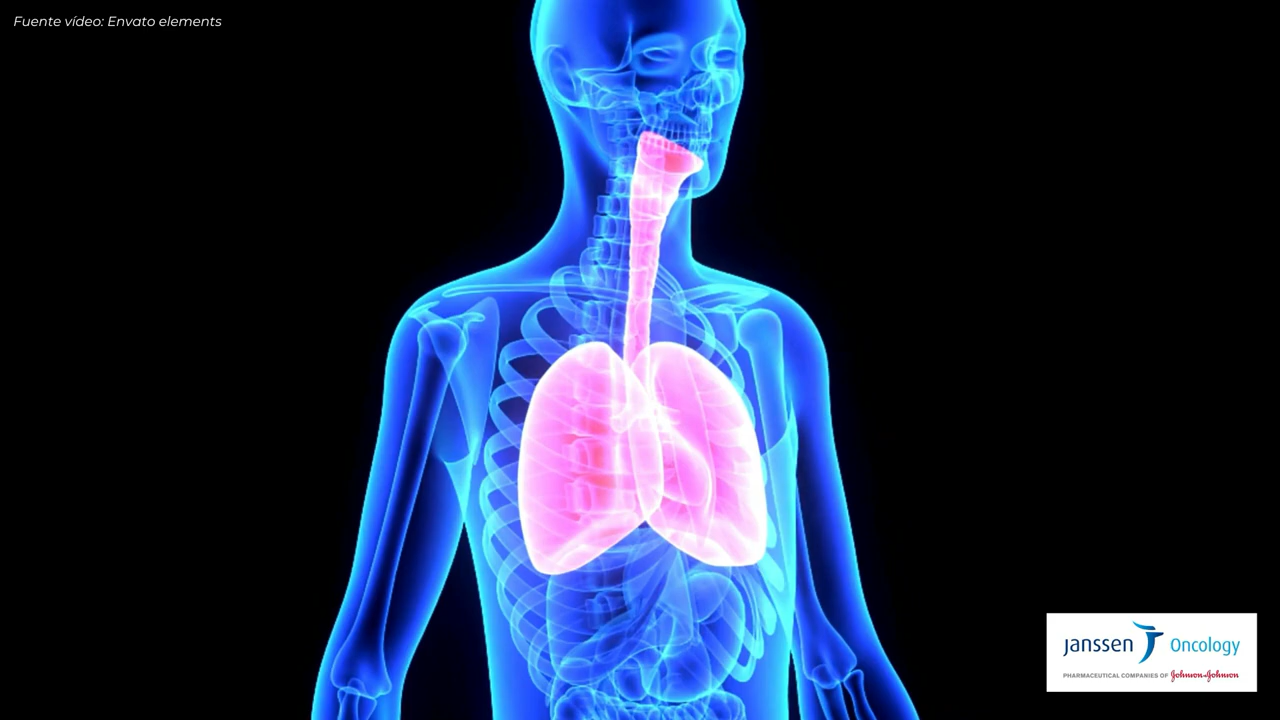 Fuente vídeo: Envato elements
Janssen Oncology
PHARMACEUTICAL COMPANIES OF Johnson & Johnson